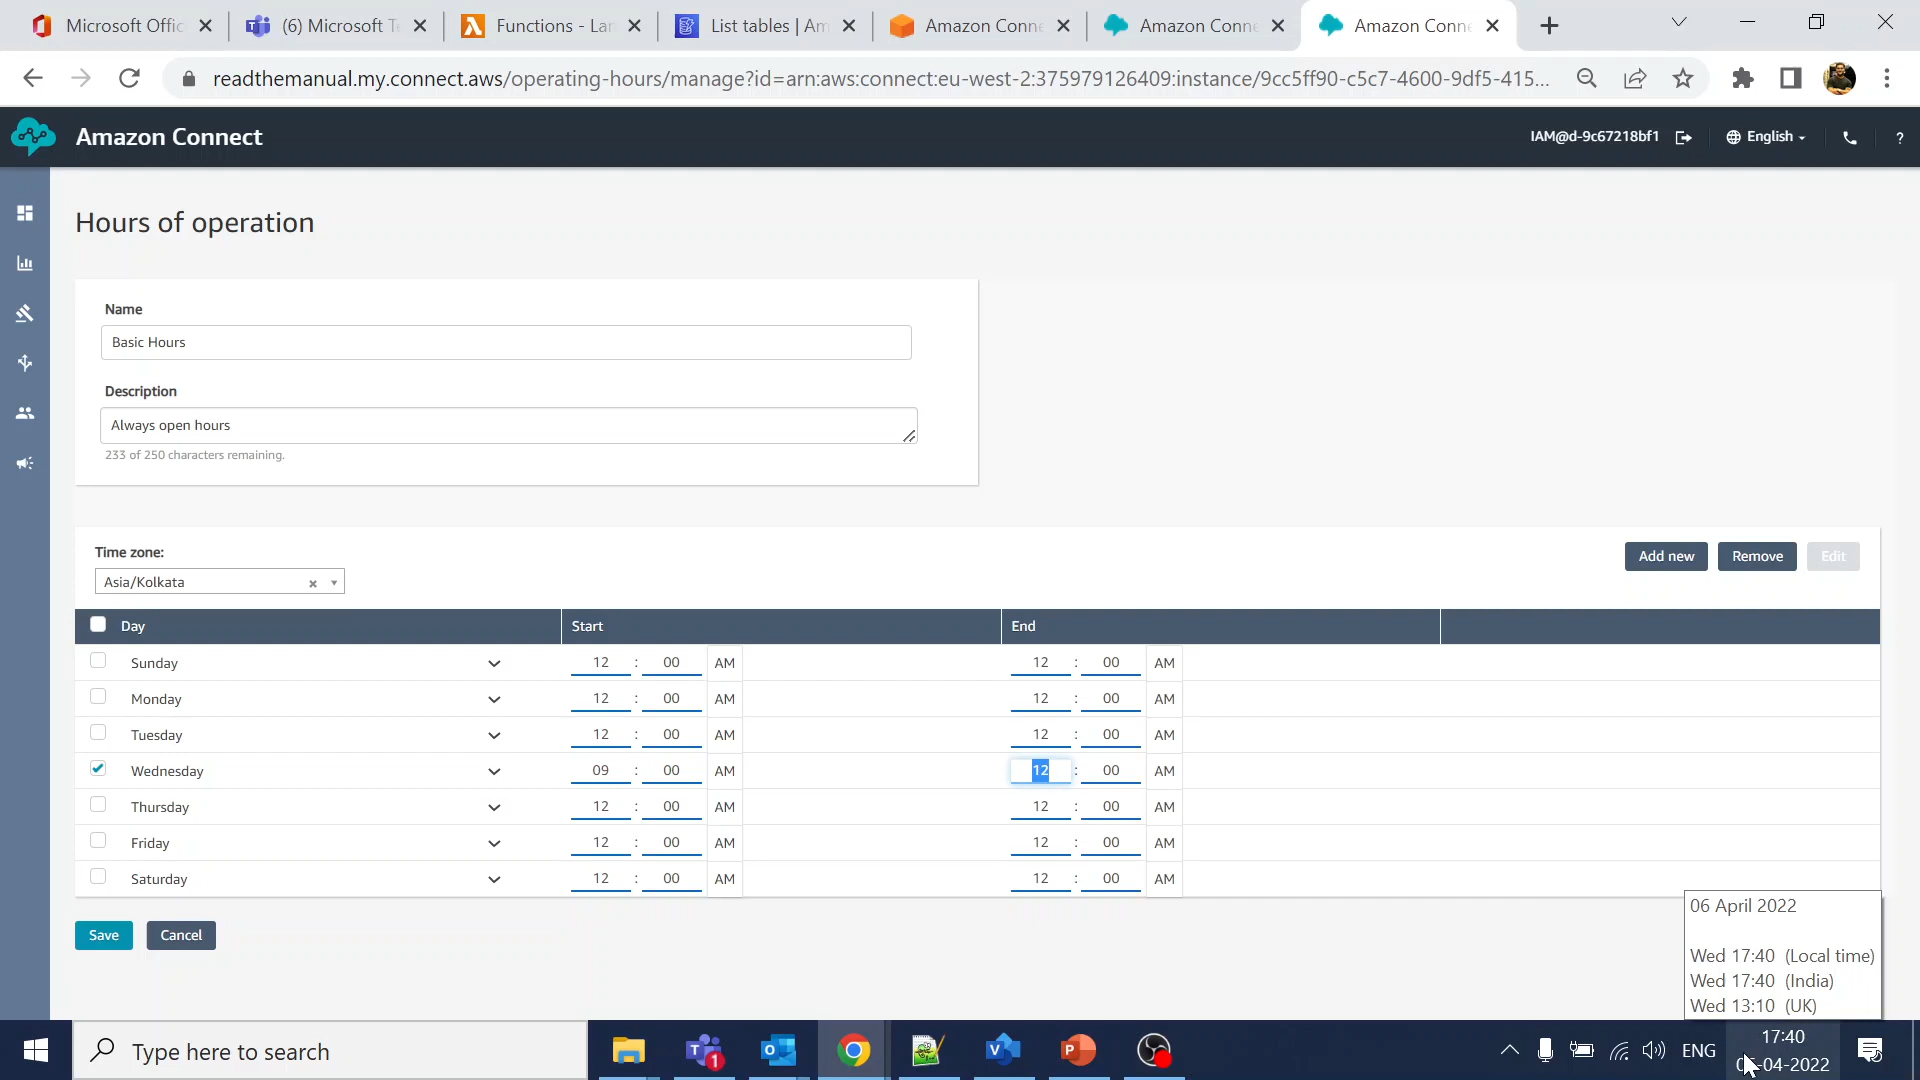 Microsoft Offic
(6) Microsoft Te
Functions - Lam
List tables | Am
Amazon Conne
Amazon Conne
Amazon Conne
readthemanual.my.connect.aws/operating-hours/manage?id=arn:aws:connect:eu-west-2:375979126409:instance/9cc5ff90-c5c7-4600-9df5-415...
Amazon Connect
IAM@d-9c67218bf1
English
?
Hours of operation
Name
Basic Hours
Description
Always open hours
233 of 250 characters remaining.
Time zone:
Asia/Kolkata
Add new Remove Edit
Day Start End
Sunday 12 : 00 AM 12 : 00 AM
Monday 12 : 00 AM 12 : 00 AM
Tuesday 12 : 00 AM 12 : 00 AM
Wednesday 09 : 00 AM 12 : 00 AM
Thursday 12 : 00 AM 12 : 00 AM
Friday 12 : 00 AM 12 : 00 AM
Saturday 12 : 00 AM 12 : 00 AM
Save Cancel
06 April 2022
Wed 17:40 (Local time)
Wed 17:40 (India)
Wed 13:10 (UK)
Type here to search
1
ENG
17:40
-04-2022